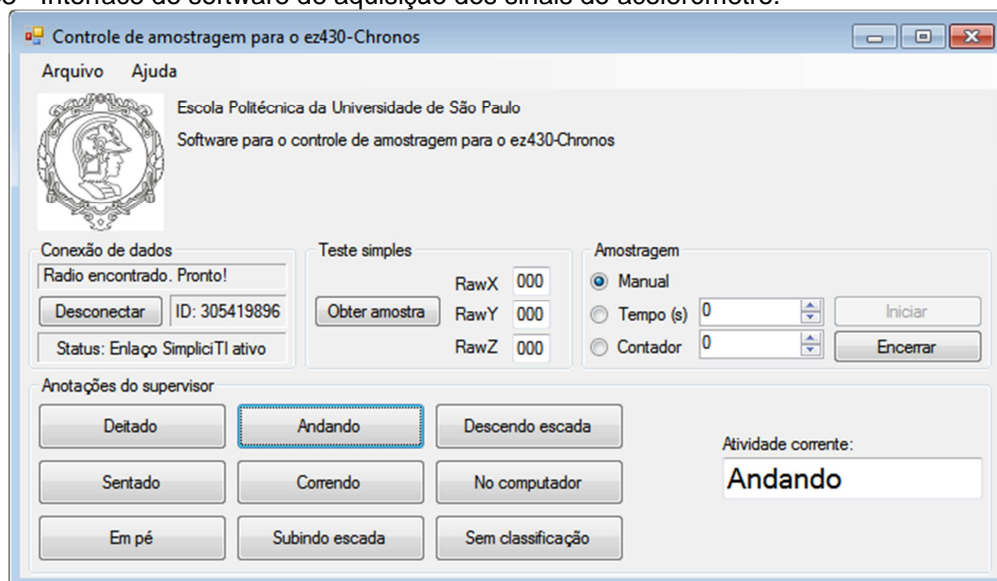 - Interface do software de aquisição dos sinais do acelerômetro.
Controle de amostragem para o ez430-Chronos
Arquivo Ajuda
Escola Politécnica da Universidade de São Paulo
Software para o controle de amostragem para o ez430-Chronos
Conexão de dados
Radio encontrado. Pronto!
Desconectar ID: 305419896
Status: Enlaço SimpliciTI ativo
Teste simples
Obter amostra
RawX 000
RawY 000
RawZ 000
Amostragem
Manual
Tempo (s) 0
Contador 0
Iniciar
Encerrar
Anotações do supervisor
Deitado Andando Descendo escada
Sentado Correndo No computador
Em pé Subindo escada Sem classificação
Atividade corrente:
Andando